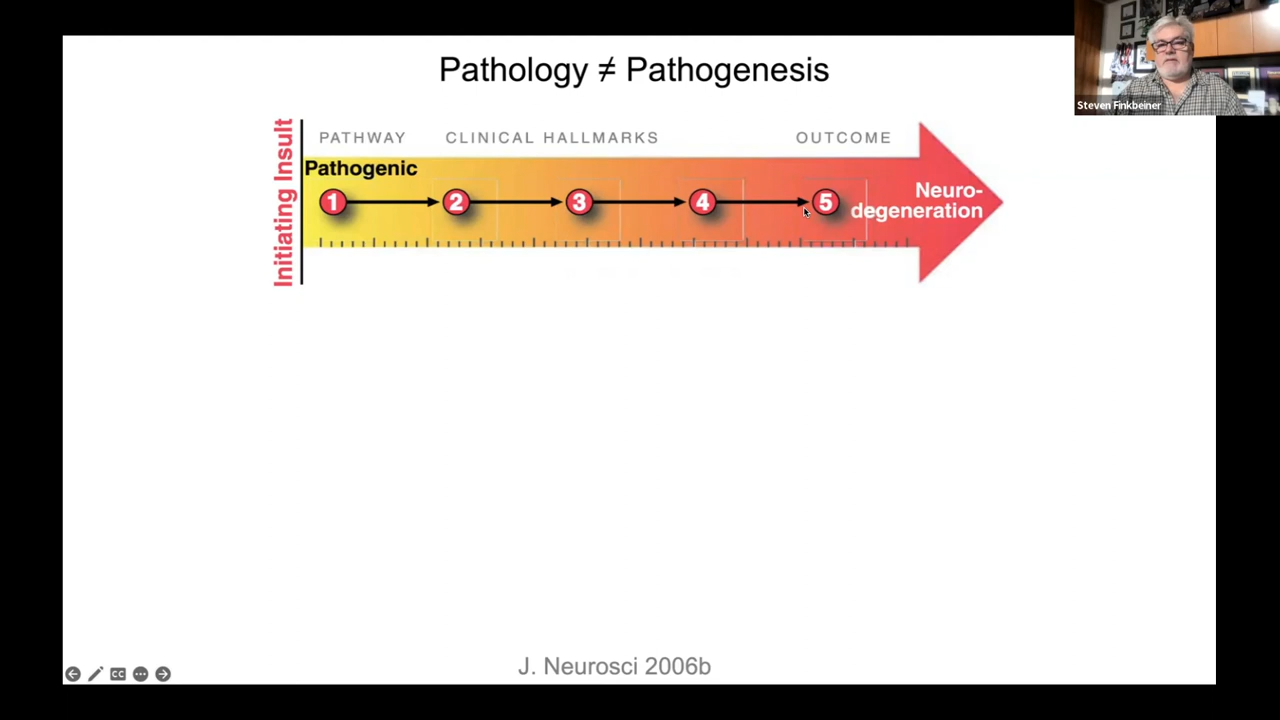 Pathology ≠ Pathogenesis
Steven Finkbeiner
Initiating Insult
PATHWAY CLINICAL HALLMARKS OUTCOME
Pathogenic
1 2 3 4 5
Neuro-
degeneration
J. Neurosci 2006b
CC